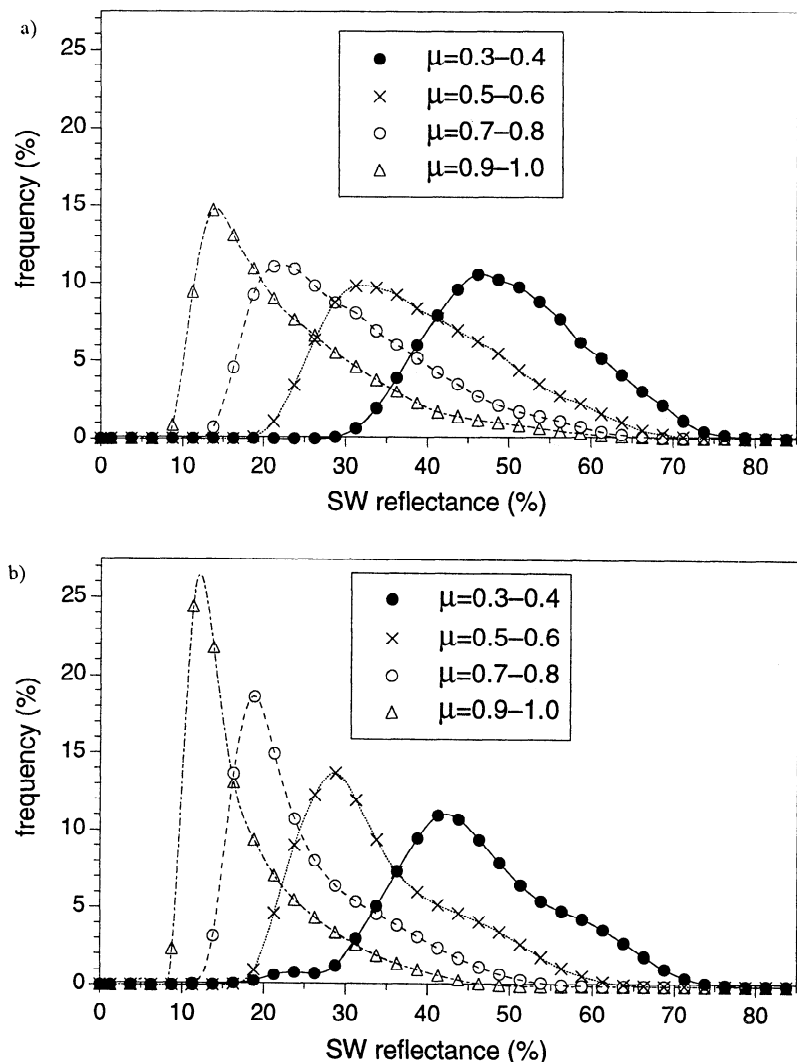 a)
25
20
15
10
5
0
frequency (%)
μ=0.3–0.4
μ=0.5–0.6
μ=0.7–0.8
μ=0.9–1.0
0 10 20 30 40 50 60 70 80
SW reflectance (%)
b)
25
20
15
10
5
0
frequency (%)
μ=0.3–0.4
μ=0.5–0.6
μ=0.7–0.8
μ=0.9–1.0
0 10 20 30 40 50 60 70 80
SW reflectance (%)